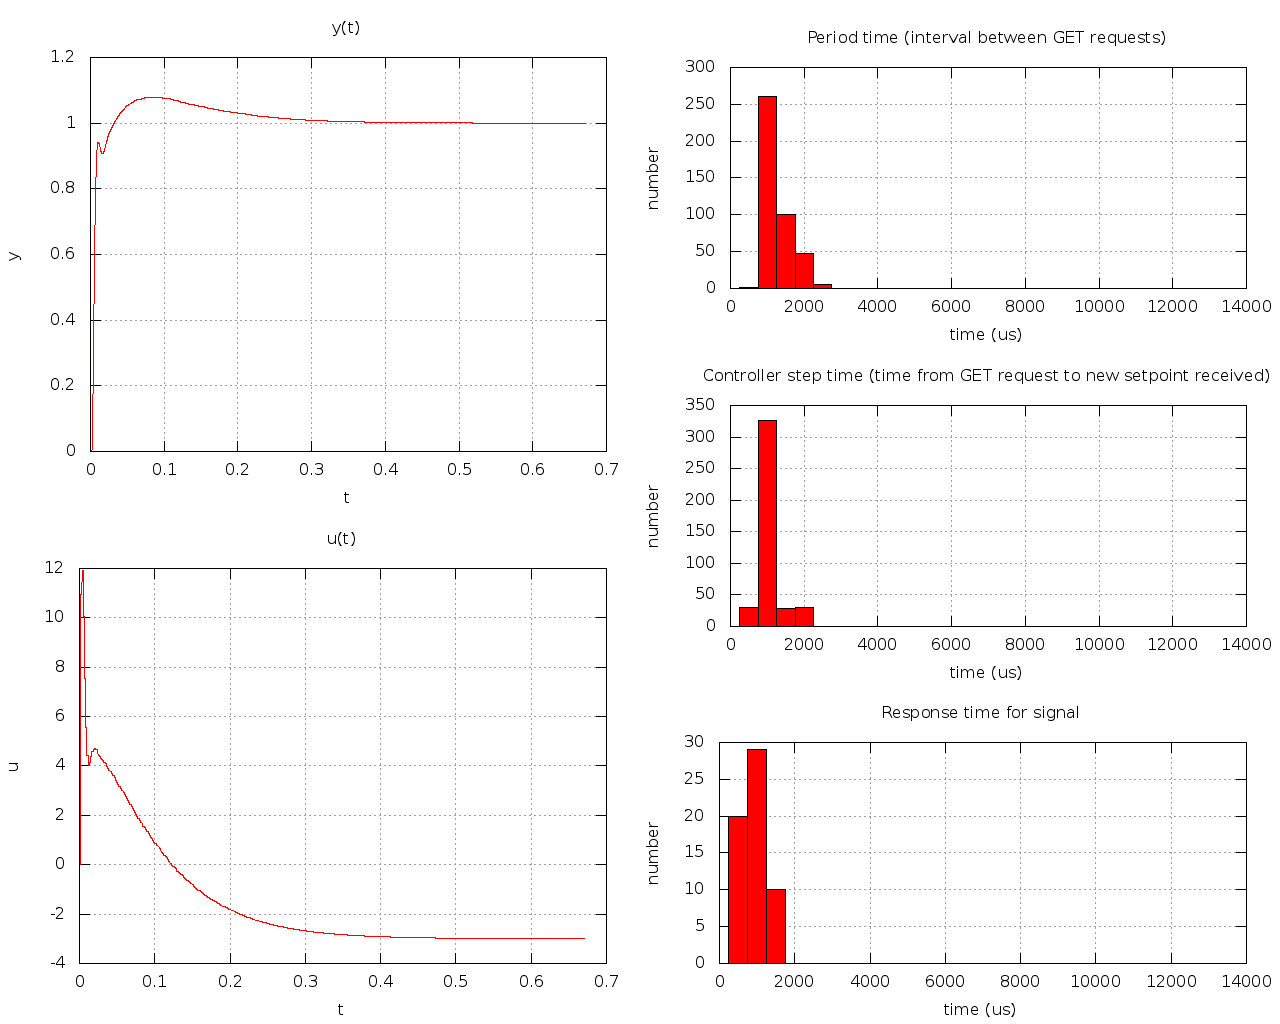 y(t)
1.2
1
0.8
0.6
0.4
0.2
0
y
0 0.1 0.2 0.3 0.4 0.5 0.6 0.7
t
u(t)
12
10
8
6
4
2
0
-2
-4
u
0 0.1 0.2 0.3 0.4 0.5 0.6 0.7
t
Period time (interval between GET requests)
300
250
200
150
100
50
0
number
0 2000 4000 6000 8000 10000 12000 14000
time (us)
Controller step time (time from GET request to new setpoint received)
350
300
250
200
150
100
50
0
number
0 2000 4000 6000 8000 10000 12000 14000
time (us)
Response time for signal
30
25
20
15
10
5
0
number
0 2000 4000 6000 8000 10000 12000 14000
time (us)